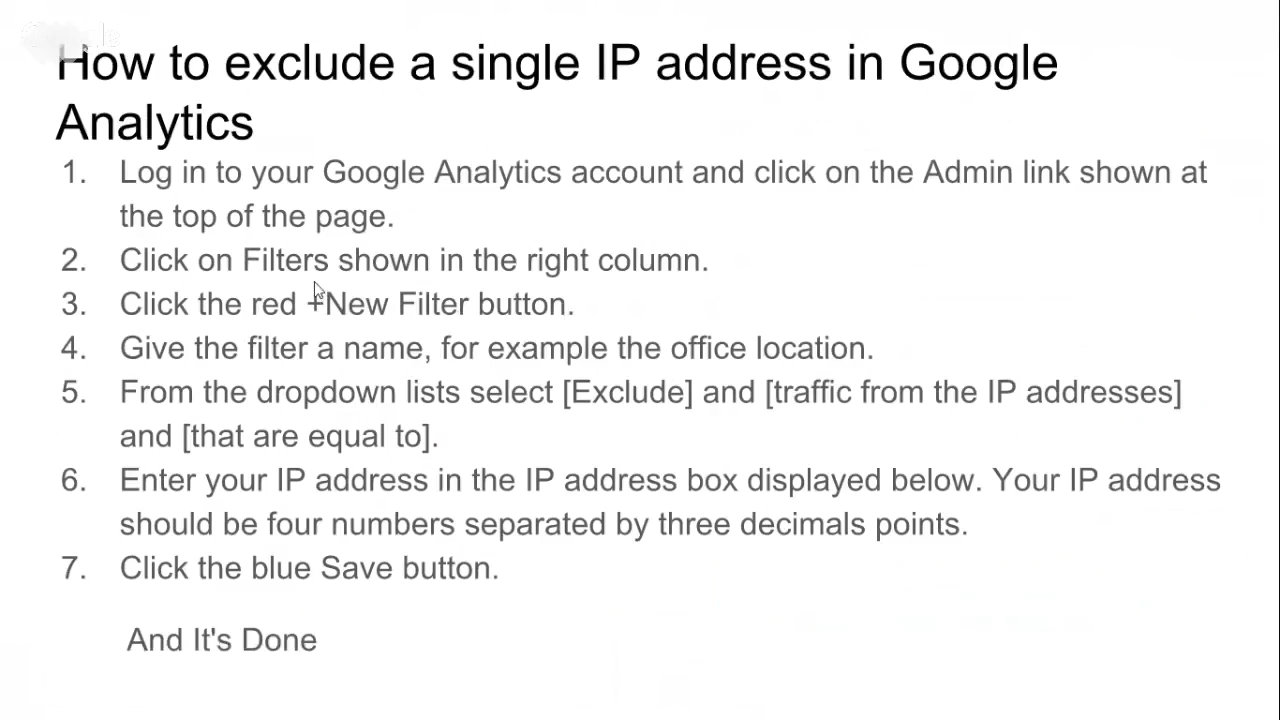 How to exclude a single IP address in Google
Analytics
1. Log in to your Google Analytics account and click on the Admin link shown at
the top of the page.
2. Click on Filters shown in the right column.
3. Click the red +New Filter button.
4. Give the filter a name, for example the office location.
5. From the dropdown lists select [Exclude] and [traffic from the IP addresses]
and [that are equal to].
6. Enter your IP address in the IP address box displayed below. Your IP address
should be four numbers separated by three decimals points.
7. Click the blue Save button.
And It's Done